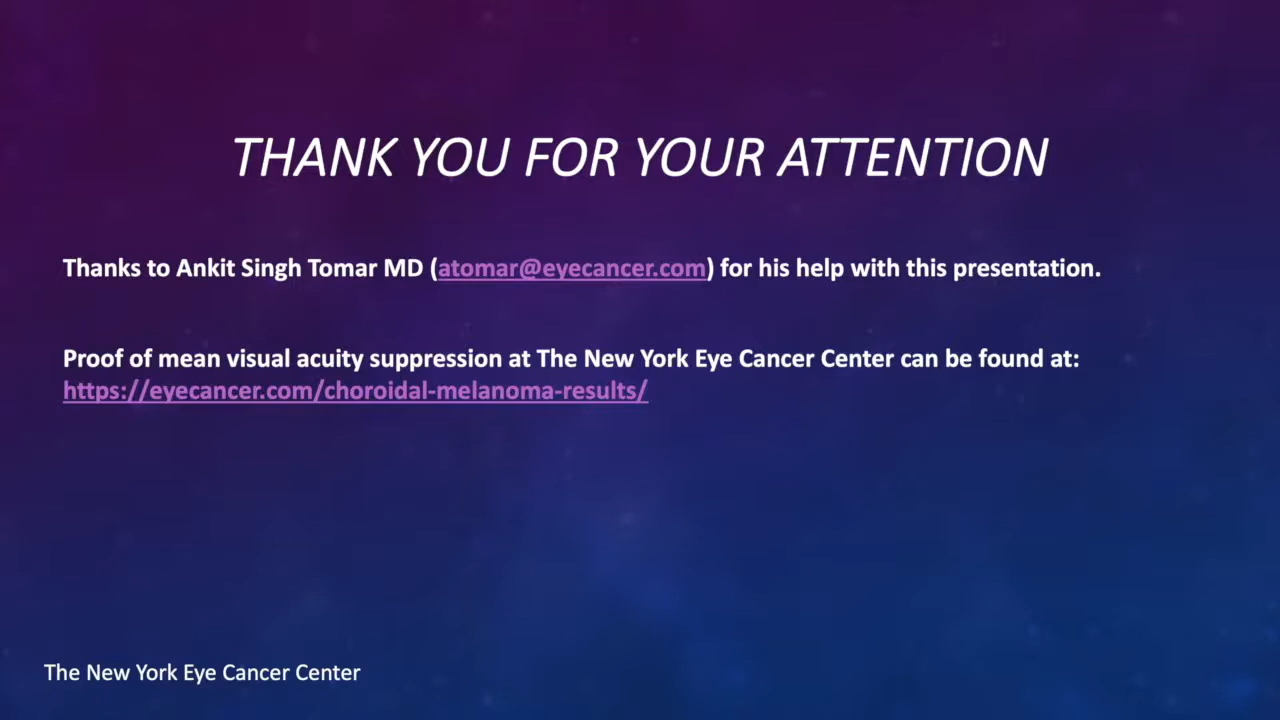 THANK YOU FOR YOUR ATTENTION
Thanks to Ankit Singh Tomar MD (atomar@eyecancer.com) for his help with this presentation.
Proof of mean visual acuity suppression at The New York Eye Cancer Center can be found at:
https://eyecancer.com/choroidal-melanoma-results/
The New York Eye Cancer Center